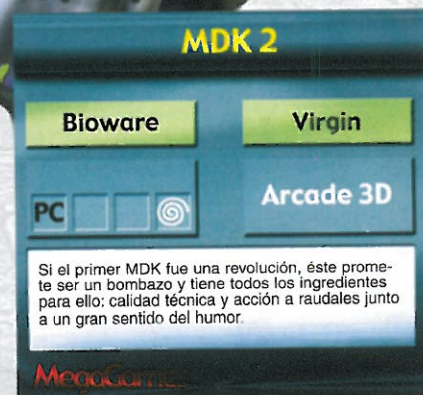 MDK 2
Bioware Virgin
PC Arcade 3D
Si el primer MDK fue una revolución, éste prome-
te ser un bombazo y tiene todos los ingredientes
para ello: calidad técnica y acción a raudales junto
a un gran sentido del humor.
MegaGames